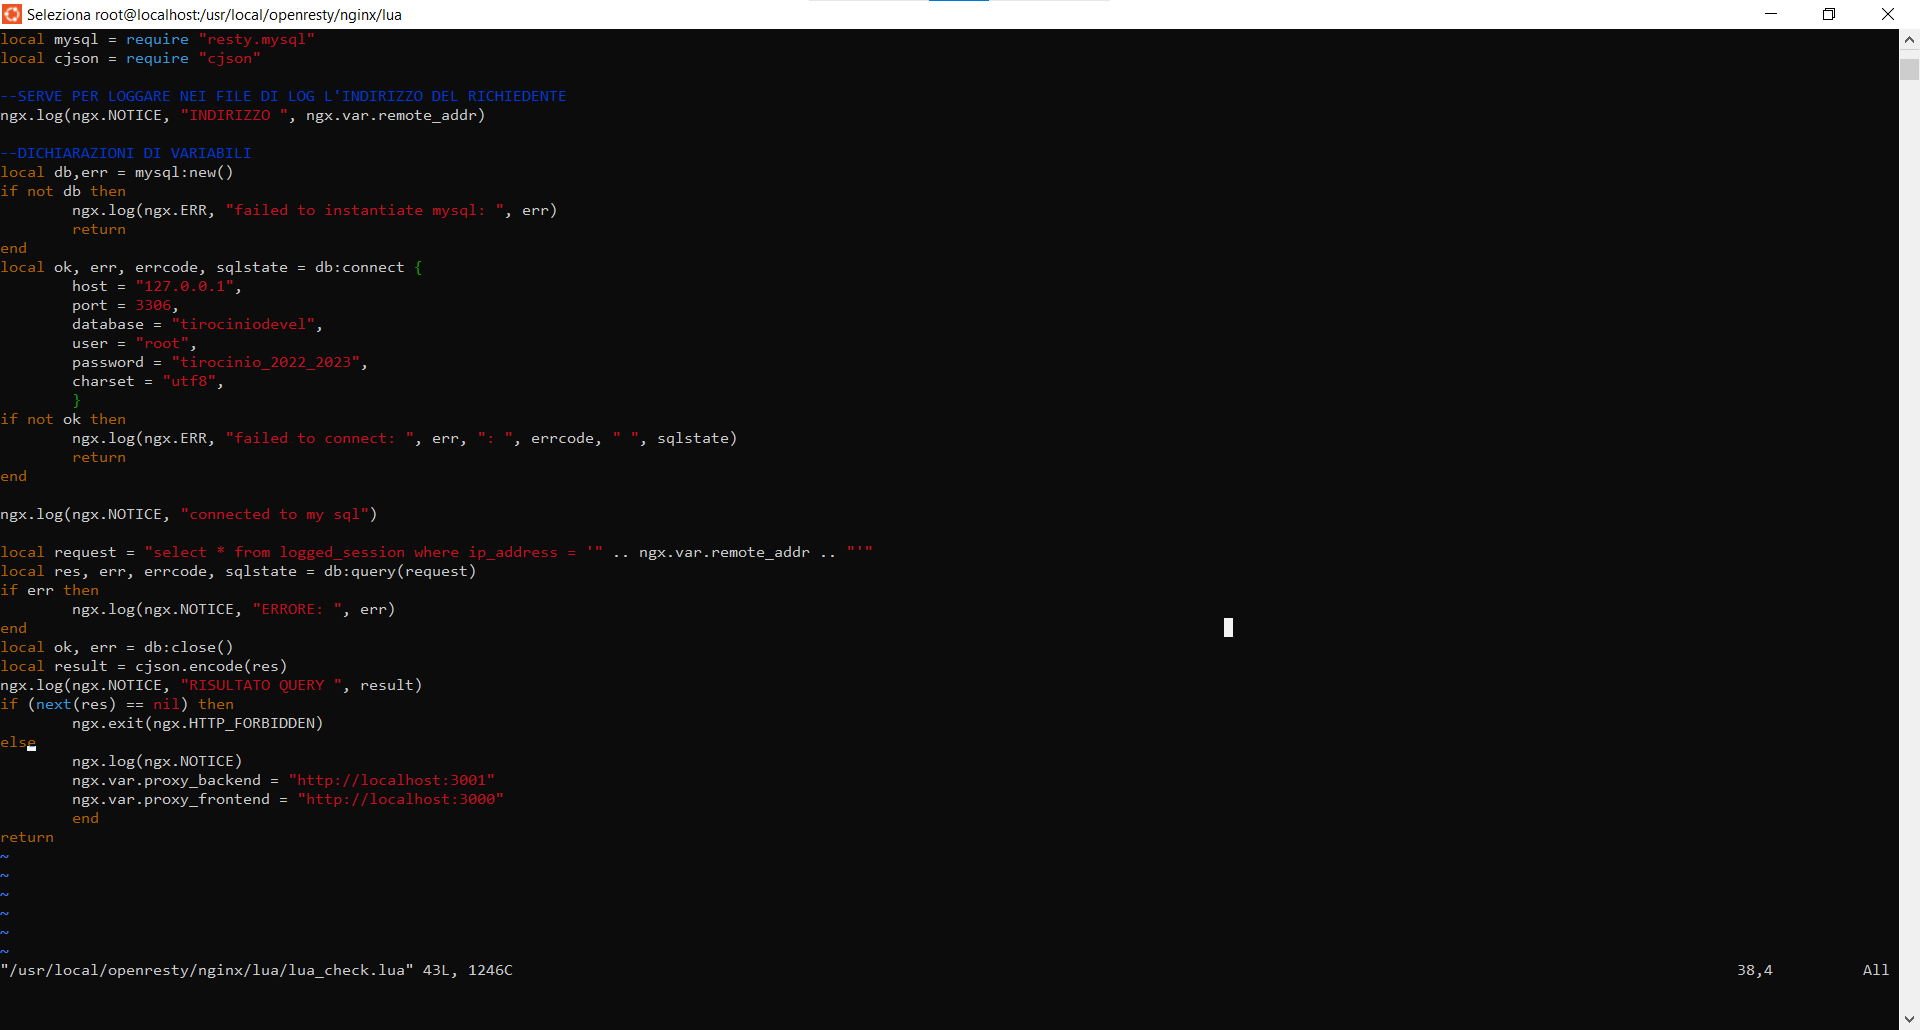 Seleziona root@localhost:/usr/local/openresty/nginx/lua
local mysql = require "resty.mysql"
local cjson = require "cjson"
--SERVE PER LOGGARE NEI FILE DI LOG L'INDIRIZZO DEL RICHIEDENTE
ngx.log(ngx.NOTICE, "INDIRIZZO ", ngx.var.remote_addr)
--DICHIARAZIONI DI VARIABILI
local db,err = mysql:new()
if not db then
        ngx.log(ngx.ERR, "failed to instantiate mysql: ", err)
        return
end
local ok, err, errcode, sqlstate = db:connect {
        host = "127.0.0.1",
        port = 3306,
        database = "tirociniodevel",
        user = "root",
        password = "tirocinio_2022_2023",
        charset = "utf8",
        }
if not ok then
        ngx.log(ngx.ERR, "failed to connect: ", err, ": ", errcode, " ", sqlstate)
        return
end
ngx.log(ngx.NOTICE, "connected to my sql")
local request = "select * from logged_session where ip_address = '" .. ngx.var.remote_addr .. "'"
local res, err, errcode, sqlstate = db:query(request)
if err then
        ngx.log(ngx.NOTICE, "ERRORE: ", err)
end
local ok, err = db:close()
local result = cjson.encode(res)
ngx.log(ngx.NOTICE, "RISULTATO QUERY ", result)
if (next(res) == nil) then
        ngx.exit(ngx.HTTP_FORBIDDEN)
else
        ngx.log(ngx.NOTICE)
        ngx.var.proxy_backend = "http://localhost:3001"
        ngx.var.proxy_frontend = "http://localhost:3000"
        end
return
~
~
~
~
~
~
"/usr/local/openresty/nginx/lua/lua_check.lua" 43L, 1246C 38,4 All